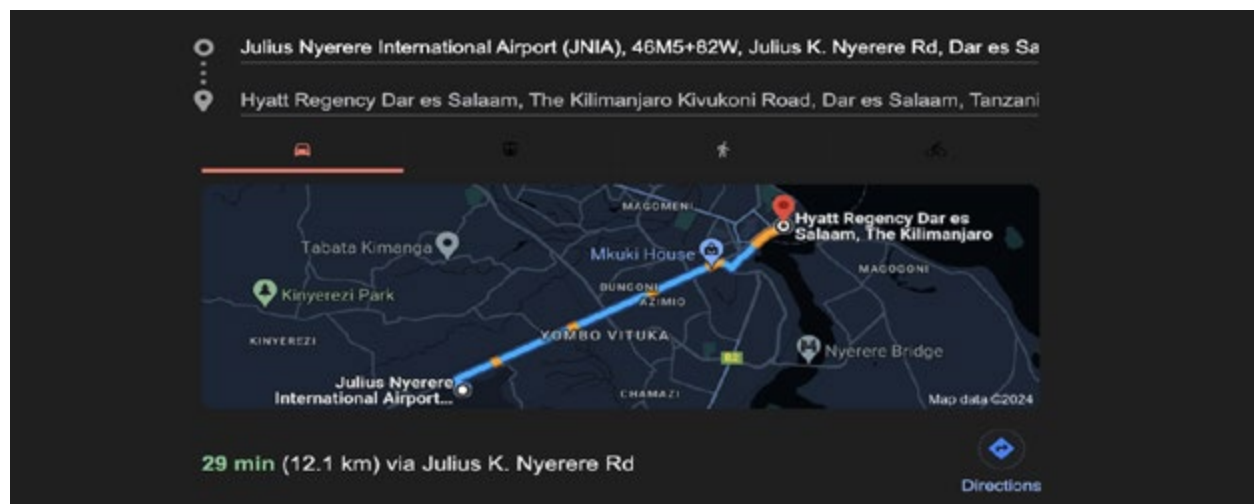 Julius Nyerere International Airport (JNIA), 46M5+82W, Julius K. Nyerere Rd, Dar es Sa
Hyatt Regency Dar es Salaam, The Kilimanjaro Kivukoni Road, Dar es Salaam, Tanzani
MAGOMENI
Hyatt Regency Dar es
Salaam, The Kilimanjaro
Tabata Kimanga
Mkuki House
MAGOGONI
Kinyerezi Park
BUNGONI
AZIMIO
KINYEREZI
YOMBO VITUKA
Nyerere Bridge
B2
Julius Nyerere
International Airport...
CHAMAZI
Map data ©2024
29 min (12.1 km) via Julius K. Nyerere Rd
Directions